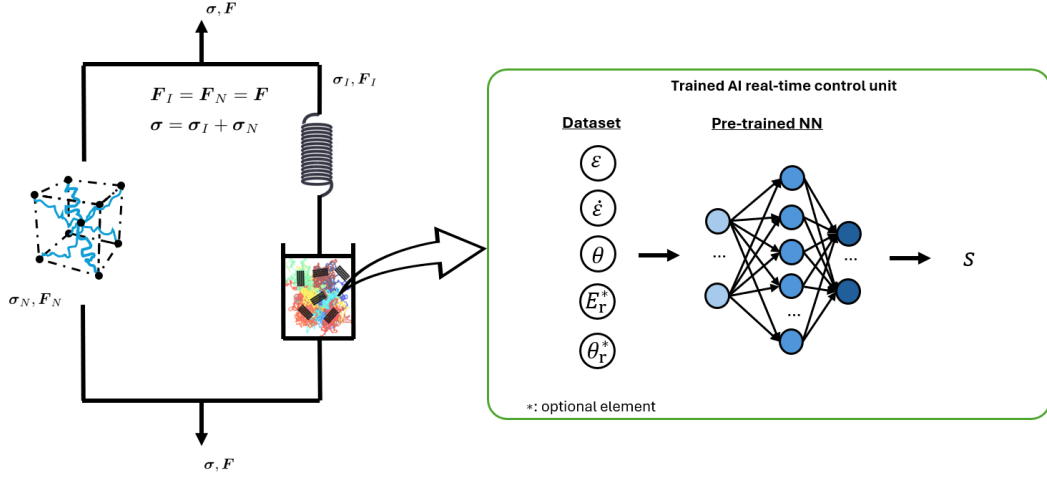 σ, F
σ_I, F_I
F_I = F_N = F
σ = σ_I + σ_N
σ_N, F_N
σ, F
Trained AI real-time control unit
Dataset
Pre-trained NN
ε
ε̇
θ
E_r^*
θ_r^*
...
...
...
...
S
*: optional element